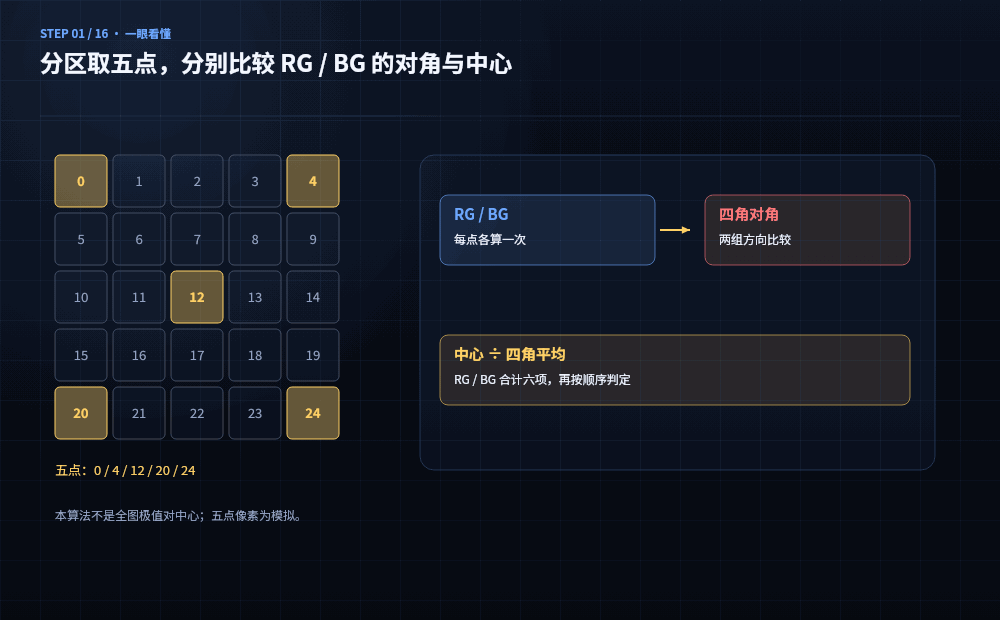 STEP 01 / 16 · 一眼看懂
分区取五点，分别比较 RG / BG 的对角与中心
0 1 2 3 4
5 6 7 8 9
10 11 12 13 14
15 16 17 18 19
20 21 22 23 24
五点：0 / 4 / 12 / 20 / 24
本算法不是全图极值对中心；五点像素为模拟。
RG / BG
每点各算一次
四角对角
两组方向比较
中心 ÷ 四角平均
RG / BG 合计六项，再按顺序判定